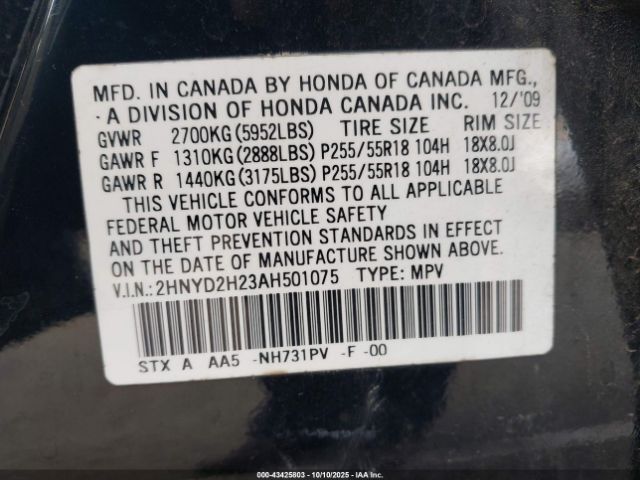 MFD. IN CANADA BY HONDA OF CANADA MFG.,
A DIVISION OF HONDA CANADA INC. 12/'09
GVWR 2700KG(5952LBS) TIRE SIZE RIM SIZE
GAWR F 1310KG(2888LBS) P255/55R18 104H 18X8.0J
GAWR R 1440KG(3175LBS) P255/55R18 104H 18X8.0J
THIS VEHICLE CONFORMS TO ALL APPLICABLE
FEDERAL MOTOR VEHICLE SAFETY
AND THEFT PREVENTION STANDARDS IN EFFECT
ON THE DATE OF MANUFACTURE SHOWN ABOVE.
V.I.N.: 2HNYD2H23AH501075 TYPE: MPV
STX A AA5 -NH731PV -F -00
000-43425803 - 10/10/2025 - IAA Inc.